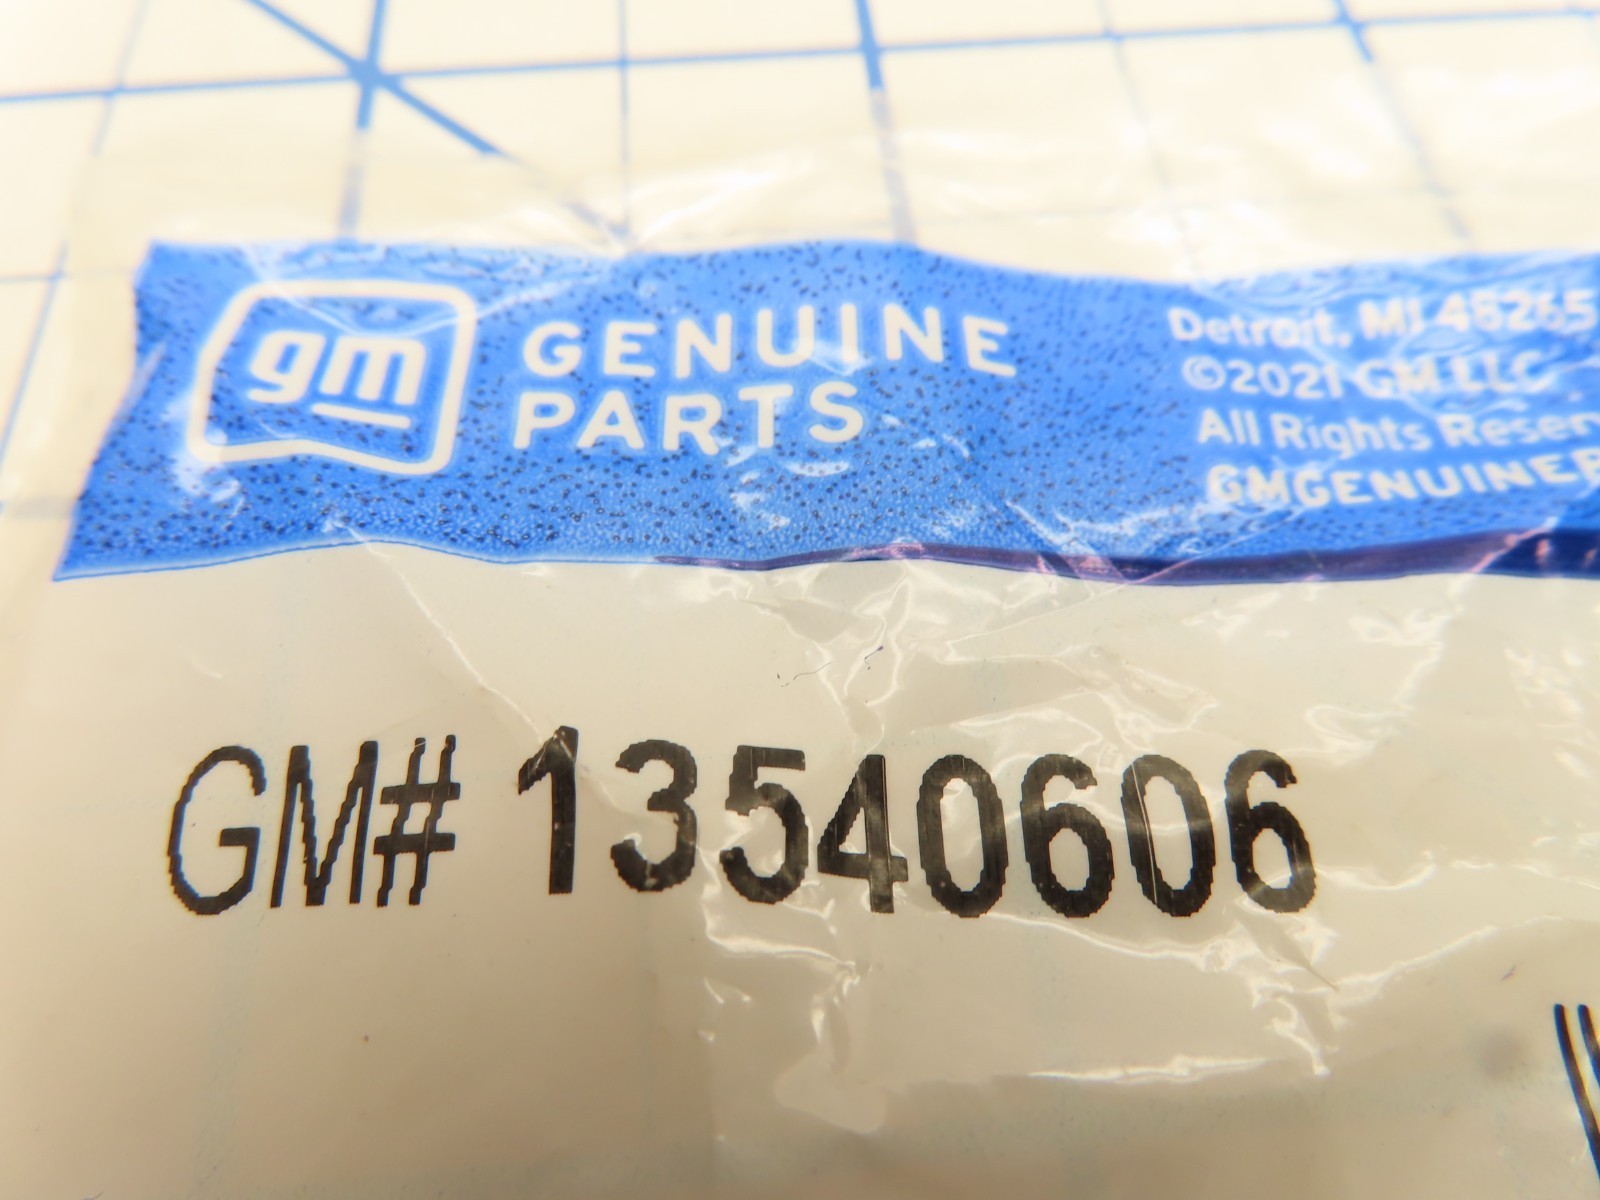 gm
GENUINE
PARTS
Detroit, MI 48265
©2021 GM LLC
All Rights Reser
GMGENUINEP
GM# 13540606